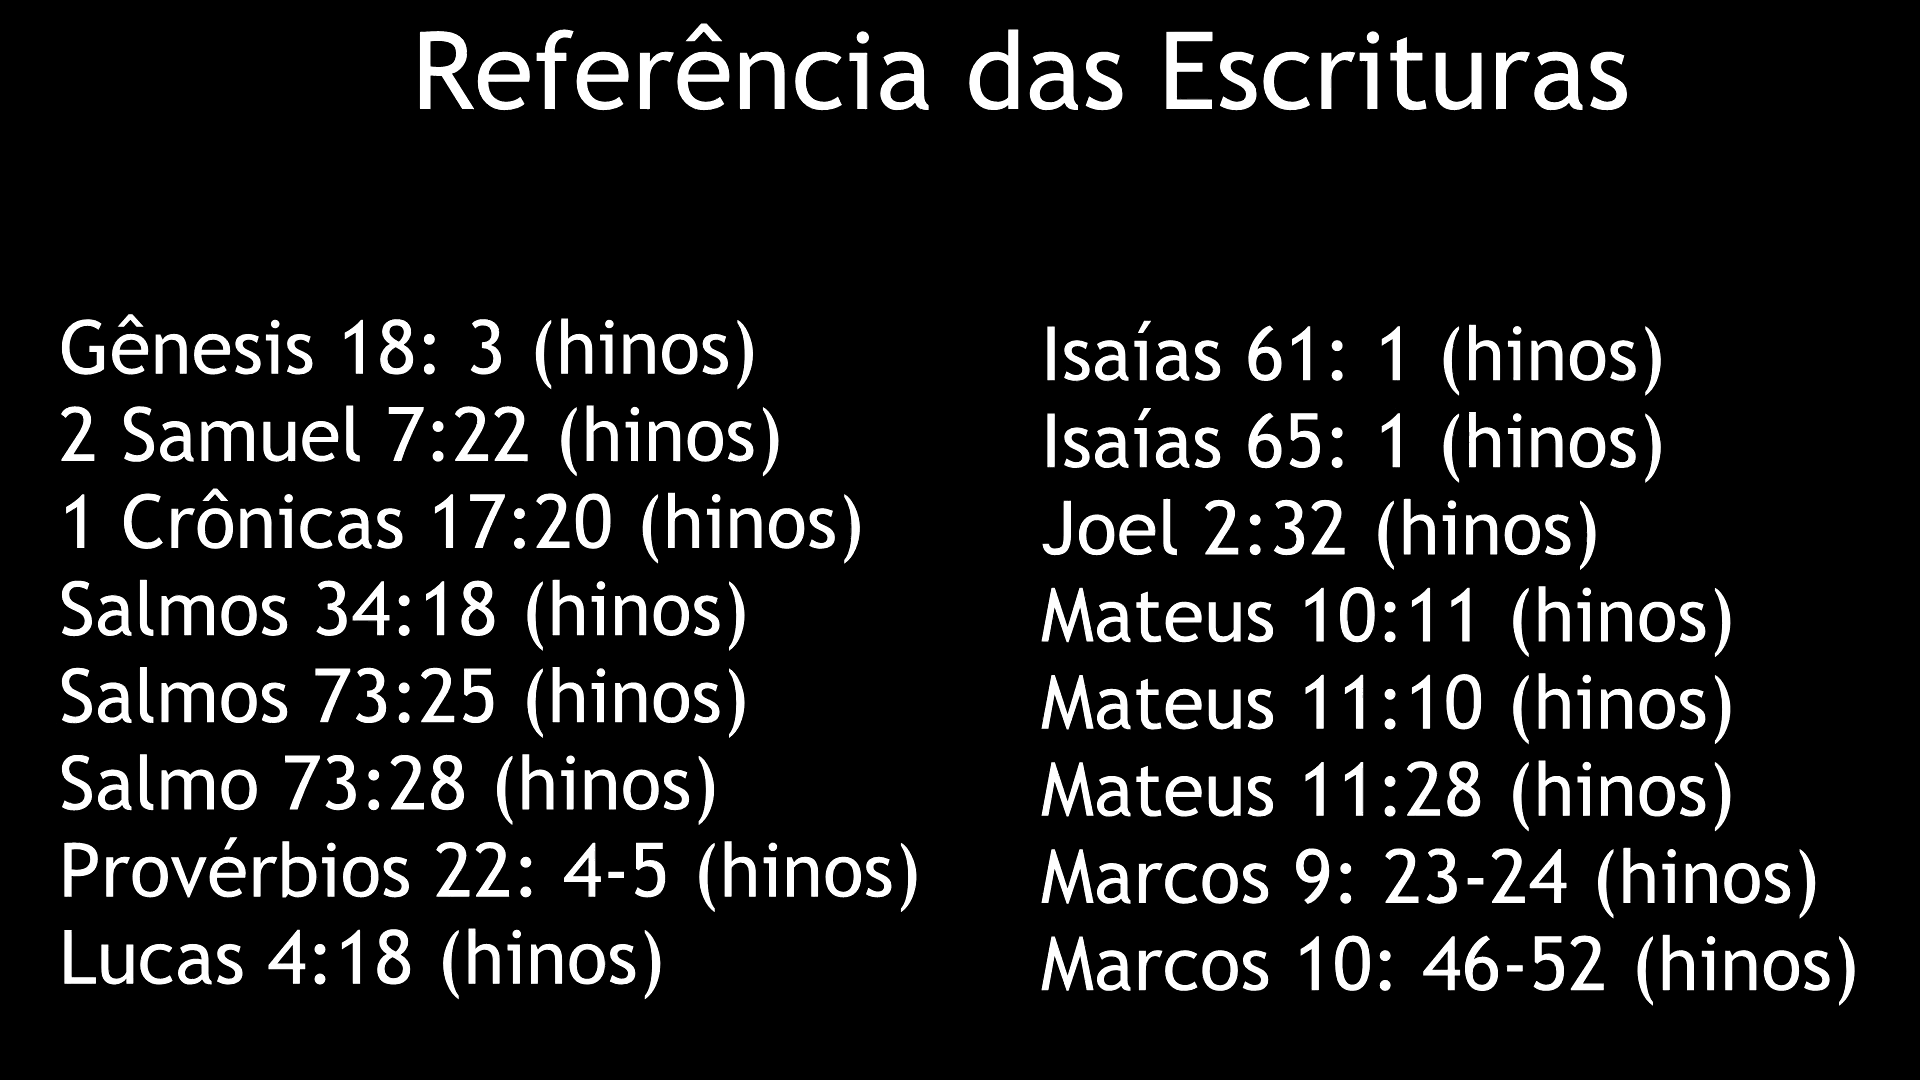 Referência das Escrituras
Gênesis 18: 3 (hinos)
2 Samuel 7:22 (hinos)
1 Crônicas 17:20 (hinos)
Salmos 34:18 (hinos)
Salmos 73:25 (hinos)
Salmo 73:28 (hinos)
Provérbios 22: 4-5 (hinos)
Lucas 4:18 (hinos)
Isaías 61: 1 (hinos)
Isaías 65: 1 (hinos)
Joel 2:32 (hinos)
Mateus 10:11 (hinos)
Mateus 11:10 (hinos)
Mateus 11:28 (hinos)
Marcos 9: 23-24 (hinos)
Marcos 10: 46-52 (hinos)